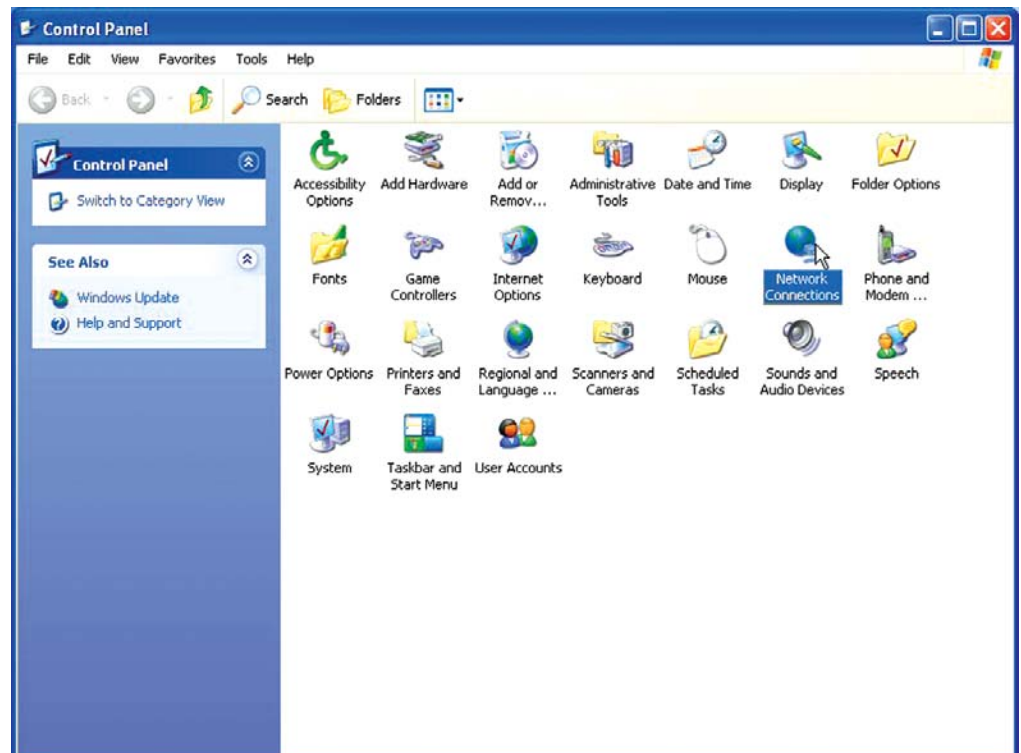 Control Panel
File Edit View Favorites Tools Help
Back Search Folders
Control Panel
Switch to Category View
See Also
Windows Update
Help and Support
Accessibility Options
Add Hardware
Add or Remov...
Administrative Tools
Date and Time
Display
Folder Options
Fonts
Game Controllers
Internet Options
Keyboard
Mouse
Network Connections
Phone and Modem ...
Power Options
Printers and Faxes
Regional and Language ...
Scanners and Cameras
Scheduled Tasks
Sounds and Audio Devices
Speech
System
Taskbar and Start Menu
User Accounts